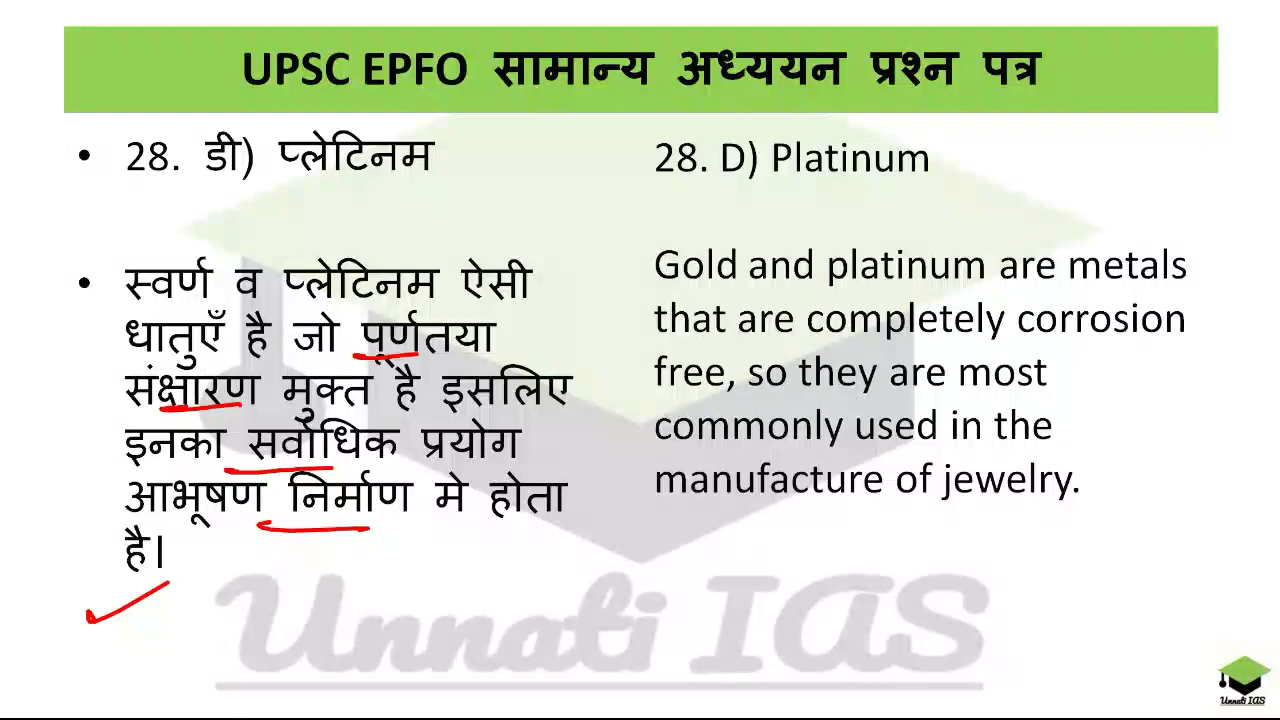 UPSC EPFO सामान्य अध्ययन प्रश्न पत्र
• 28. डी) प्लेटिनम
• स्वर्ण व प्लेटिनम ऐसी
धातुएँ है जो पूर्णतया
संक्षारण मुक्त है इसलिए
इनका सर्वाधिक प्रयोग
आभूषण निर्माण मे होता
है।
28. D) Platinum
Gold and platinum are metals
that are completely corrosion
free, so they are most
commonly used in the
manufacture of jewelry.
Unnati IAS
Unnati IAS